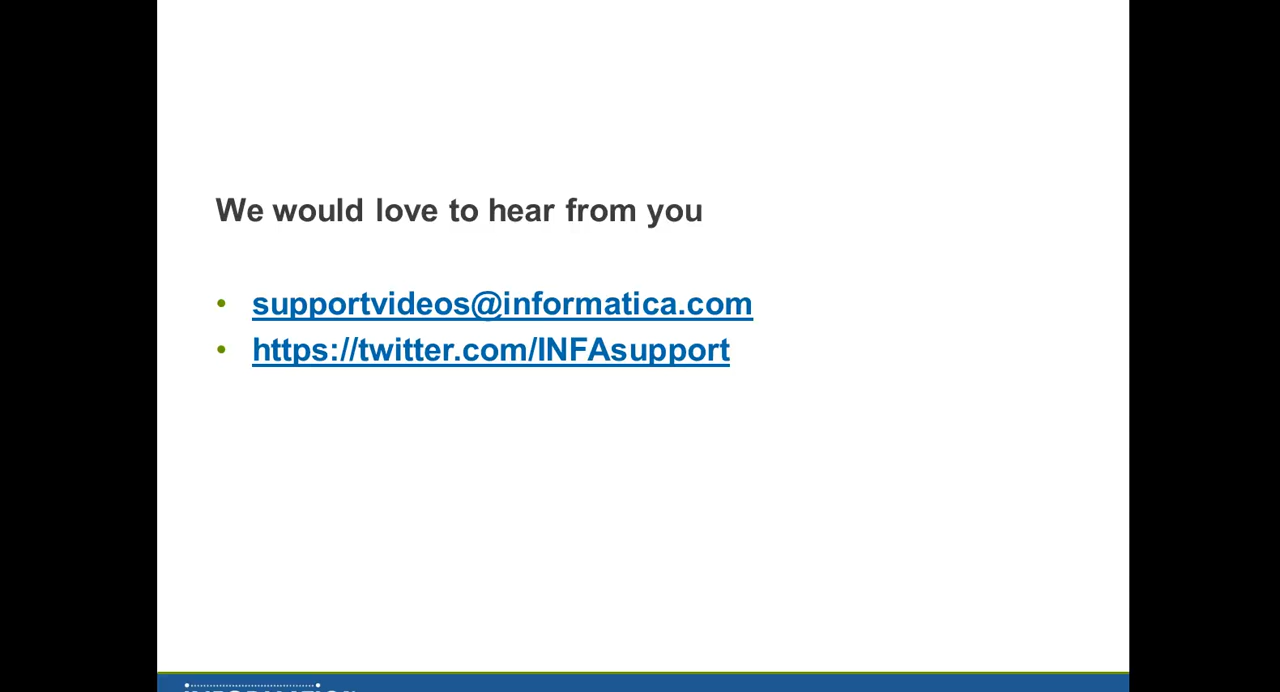 We would love to hear from you
• supportvideos@informatica.com
• https://twitter.com/INFAsupport